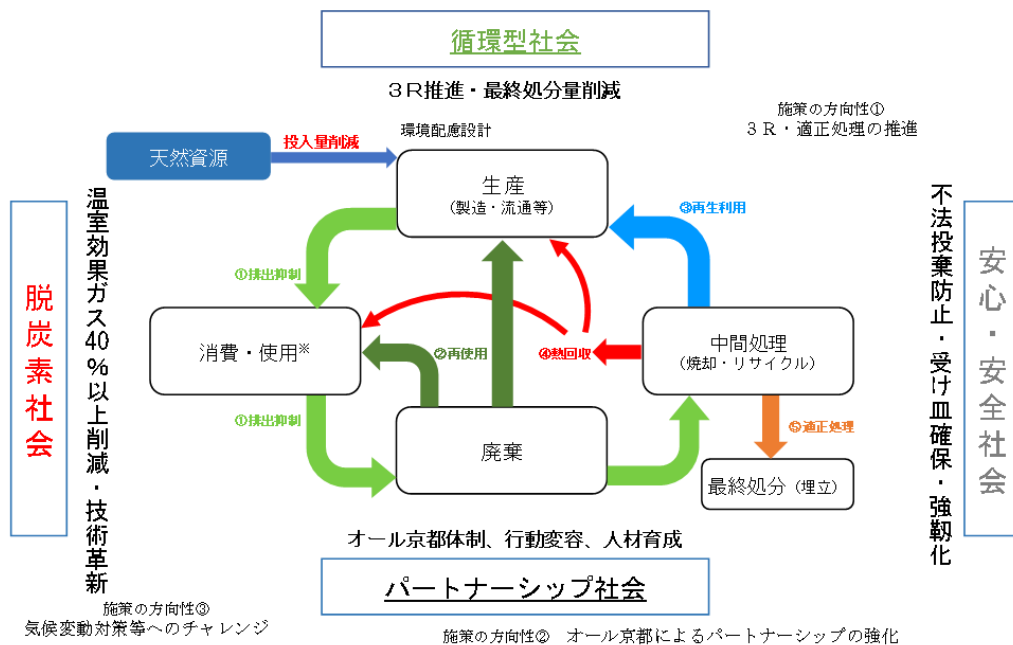 循環型社会
３Ｒ推進・最終処分量削減
施策の方向性①
３Ｒ・適正処理の推進
環境配慮設計
天然資源
投入量削減
生産
（製造・流通等）
③再生利用
①排出抑制
消費・使用※
②再使用
④熱回収
中間処理
（焼却・リサイクル）
①排出抑制
廃棄
⑤適正処理
最終処分（埋立）
脱炭素社会
温室効果ガス40％以上削減・技術革新
不法投棄防止・受け皿確保・強靱化
安心・安全社会
オール京都体制、行動変容、人材育成
パートナーシップ社会
施策の方向性③
気候変動対策等へのチャレンジ
施策の方向性②　オール京都によるパートナーシップの強化